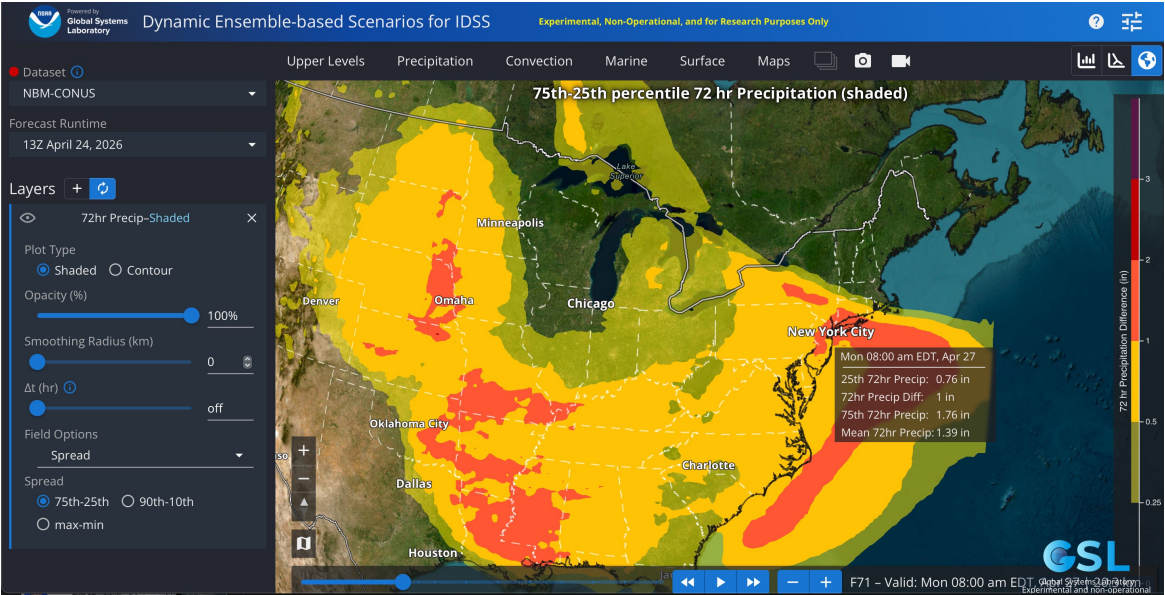 NOAA
Powered by
Global Systems
Laboratory
Dynamic Ensemble-based Scenarios for IDSS
Experimental, Non-Operational, and for Research Purposes Only
?
Upper Levels
Precipitation
Convection
Marine
Surface
Maps
Dataset
NBM-CONUS
Forecast Runtime
13Z April 24, 2026
Layers
+
72hr Precip–Shaded
Plot Type
Shaded
Contour
Opacity (%)
100%
Smoothing Radius (km)
0
Δt (hr)
off
Field Options
Spread
Spread
75th-25th
90th-10th
max-min
75th-25th percentile 72 hr Precipitation (shaded)
Lake
Superior
Minneapolis
Denver
Omaha
Chicago
New York City
Mon 08:00 am EDT, Apr 27
25th 72hr Precip: 0.76 in
72hr Precip Diff: 1 in
75th 72hr Precip: 1.76 in
Mean 72hr Precip: 1.39 in
Oklahoma City
so
Charlotte
Dallas
Houston
Ja
+
−
3
2
1
0.5
0.25
72 hr Precipitation Difference (in)
GSL
− +
F71 – Valid: Mon 08:00 am EDT,
Global Systems Laboratory
Experimental and non-operational